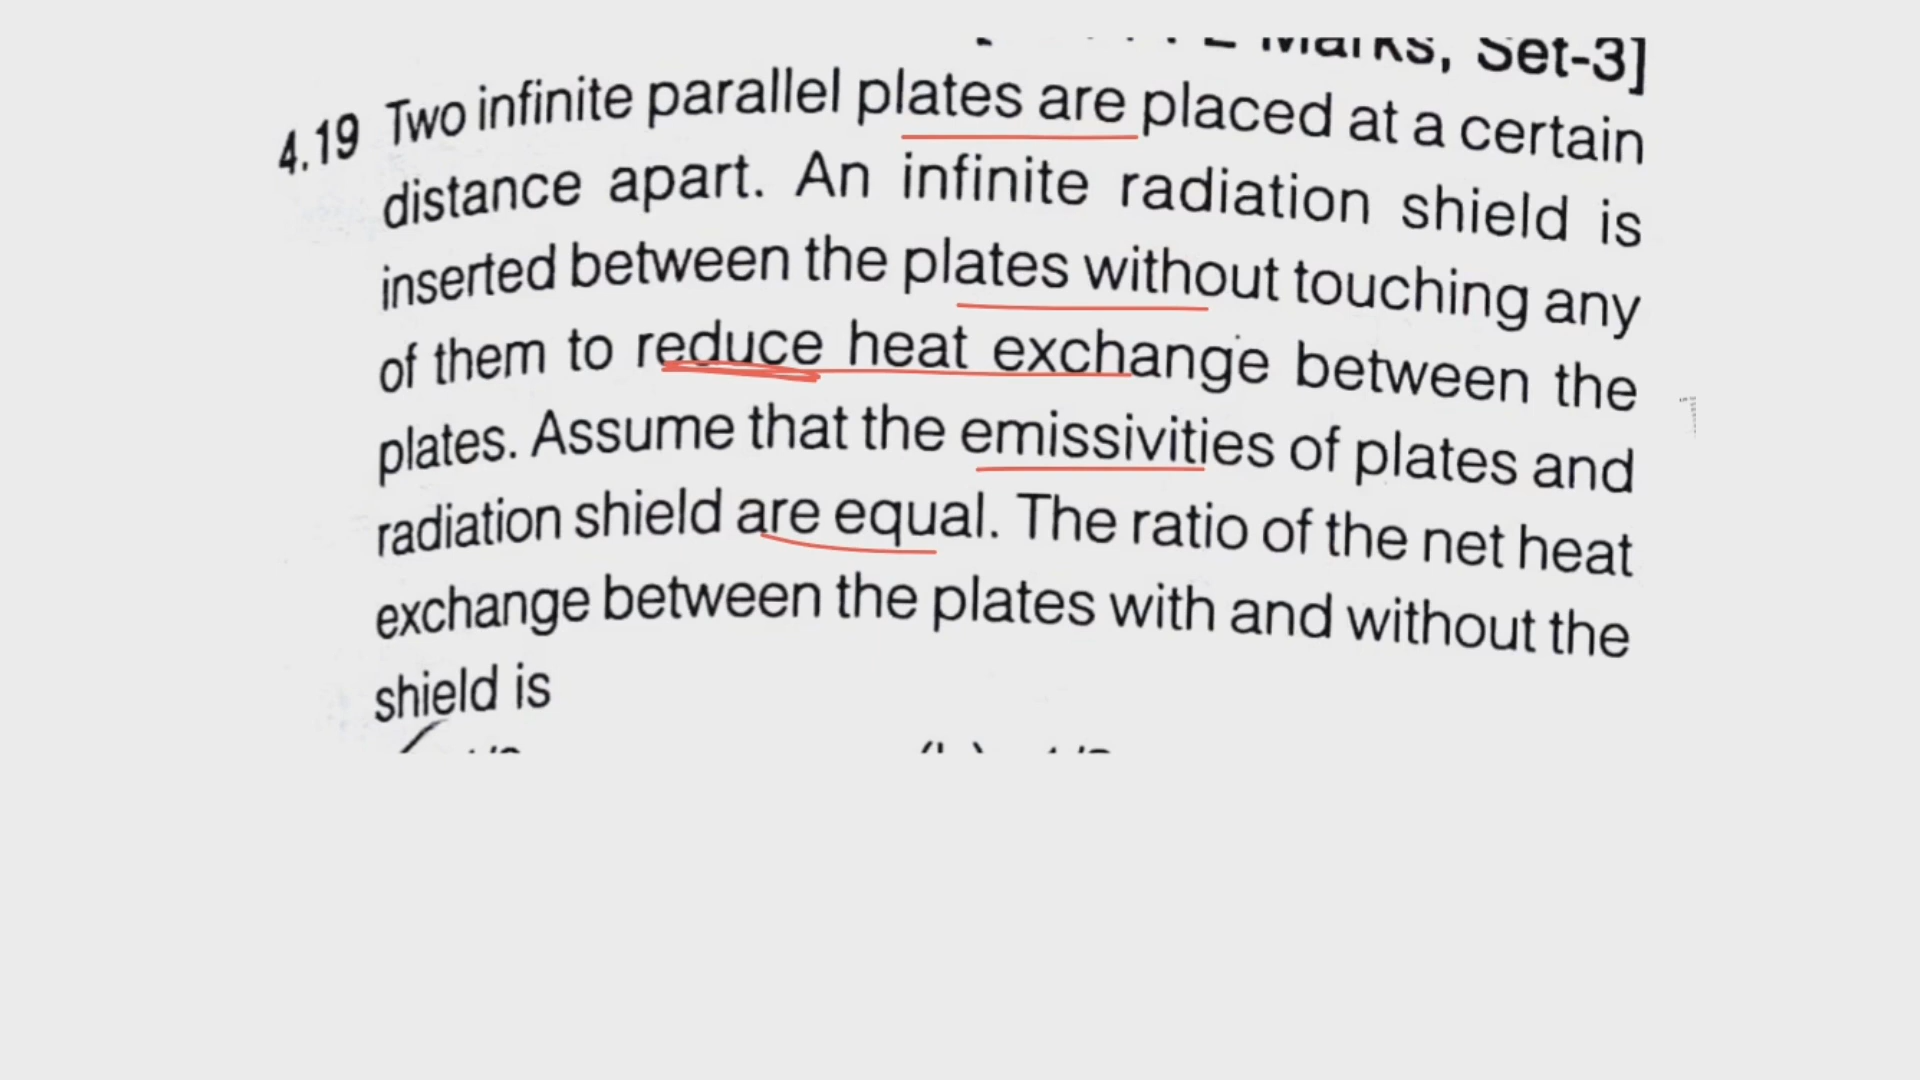 Marks, Set-3]
4.19 Two infinite parallel plates are placed at a certain
distance apart. An infinite radiation shield is
inserted between the plates without touching any
of them to reduce heat exchange between the
plates. Assume that the emissivities of plates and
radiation shield are equal. The ratio of the net heat
exchange between the plates with and without the
shield is